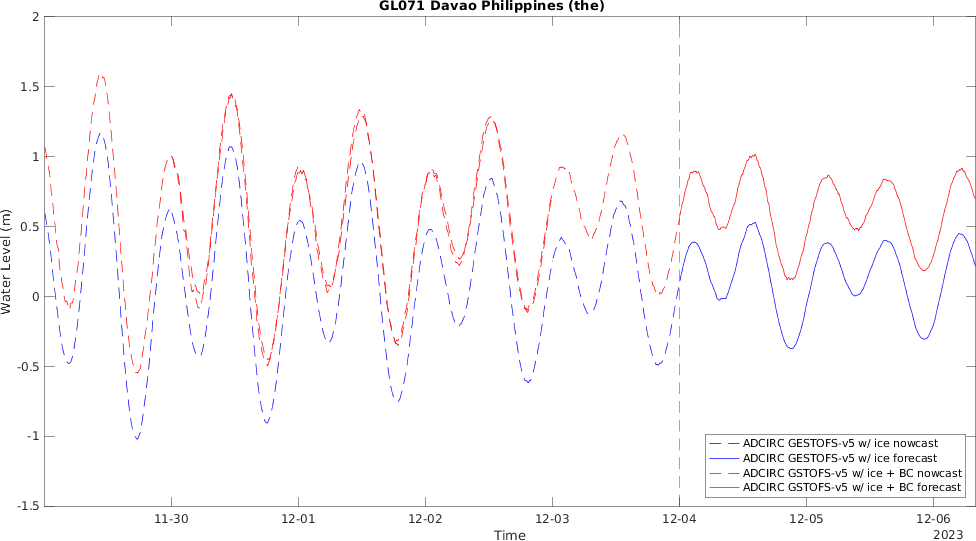 GL071 Davao Philippines (the)
2
1.5
1
0.5
0
-0.5
-1
-1.5
Water Level (m)
11-30
12-01
12-02
12-03
12-04
12-05
12-06
Time
2023
ADCIRC GESTOFS-v5 w/ ice nowcast
ADCIRC GESTOFS-v5 w/ ice forecast
ADCIRC GSTOFS-v5 w/ ice + BC nowcast
ADCIRC GSTOFS-v5 w/ ice + BC forecast